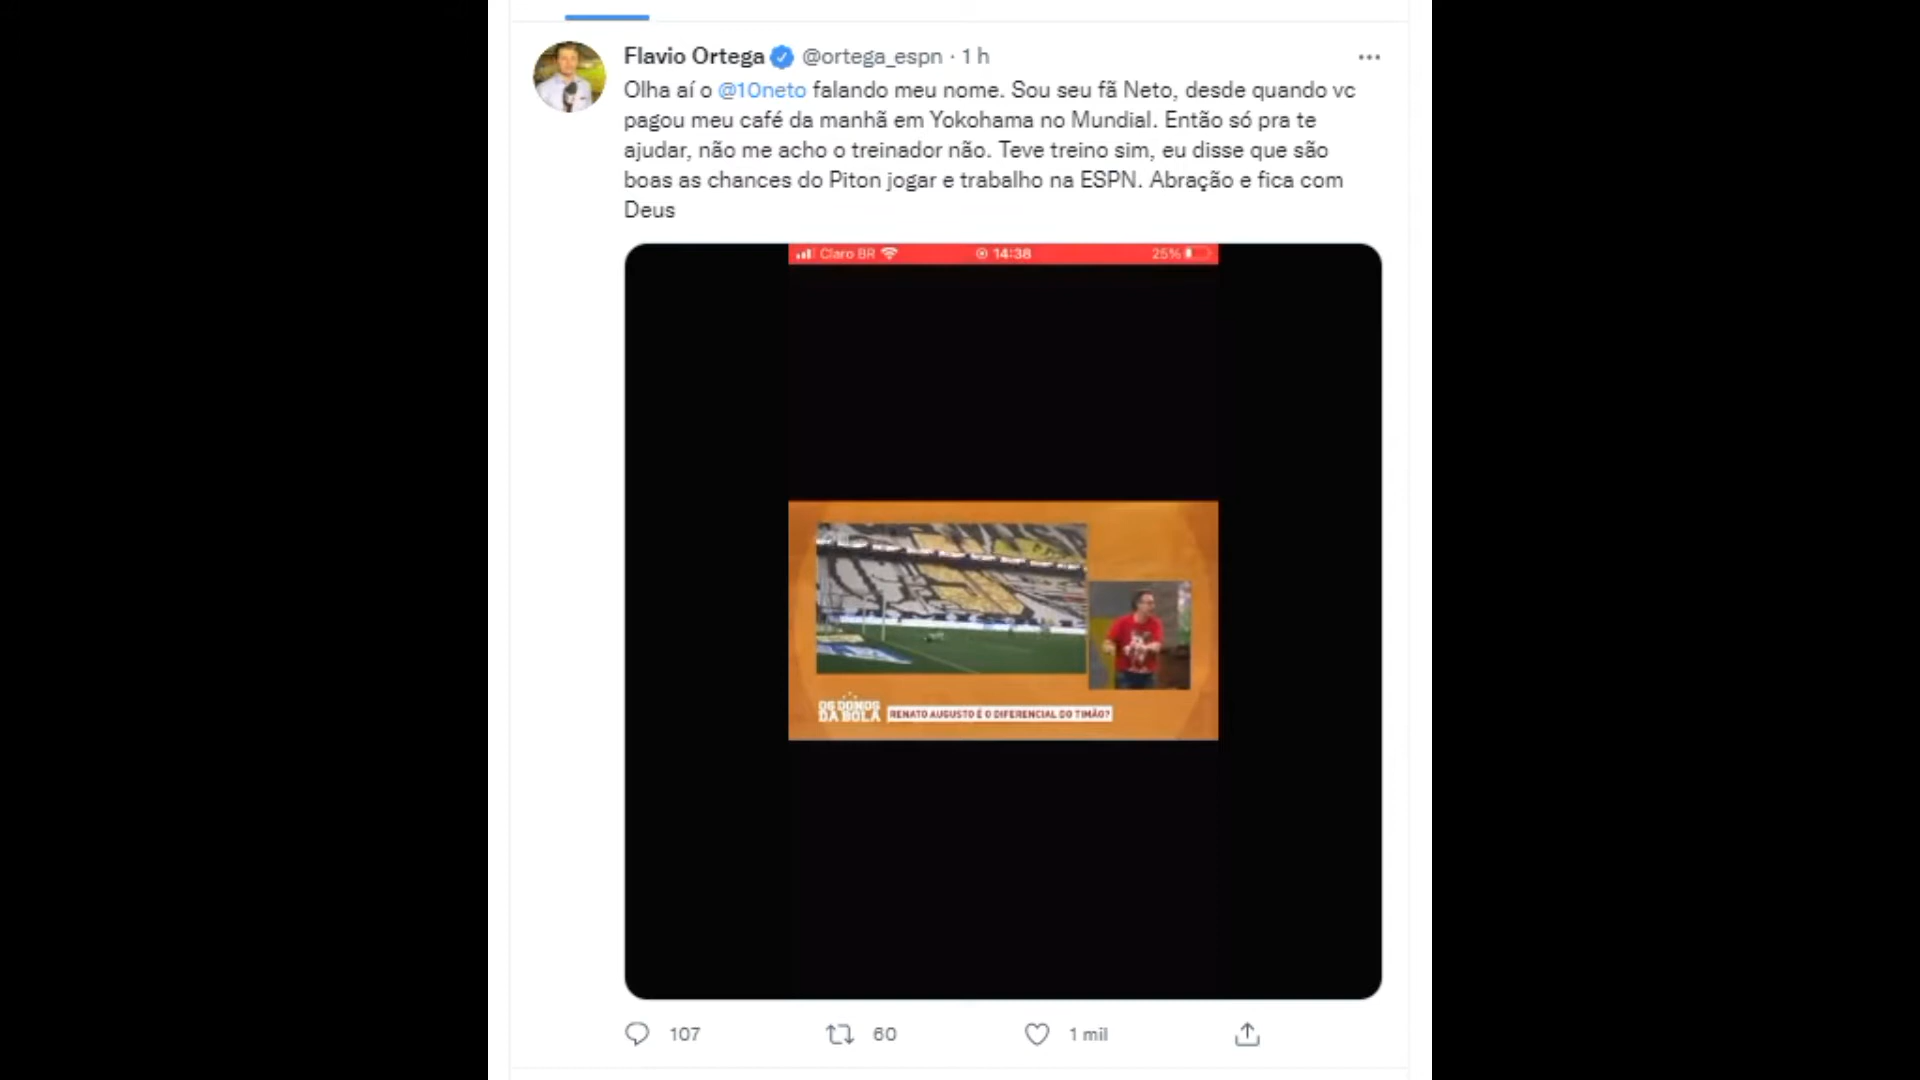 Flavio Ortega @ortega_espn · 1 h
Olha aí o @10neto falando meu nome. Sou seu fã Neto, desde quando vc
pagou meu café da manhã em Yokohama no Mundial. Então só pra te
ajudar, não me acho o treinador não. Teve treino sim, eu disse que são
boas as chances do Piton jogar e trabalho na ESPN. Abração e fica com
Deus
Claro BR 14:38 25%
OS DONOS
DA BOLA
RENATO AUGUSTO É O DIFERENCIAL DO TIMÃO?
107 60 1 mil